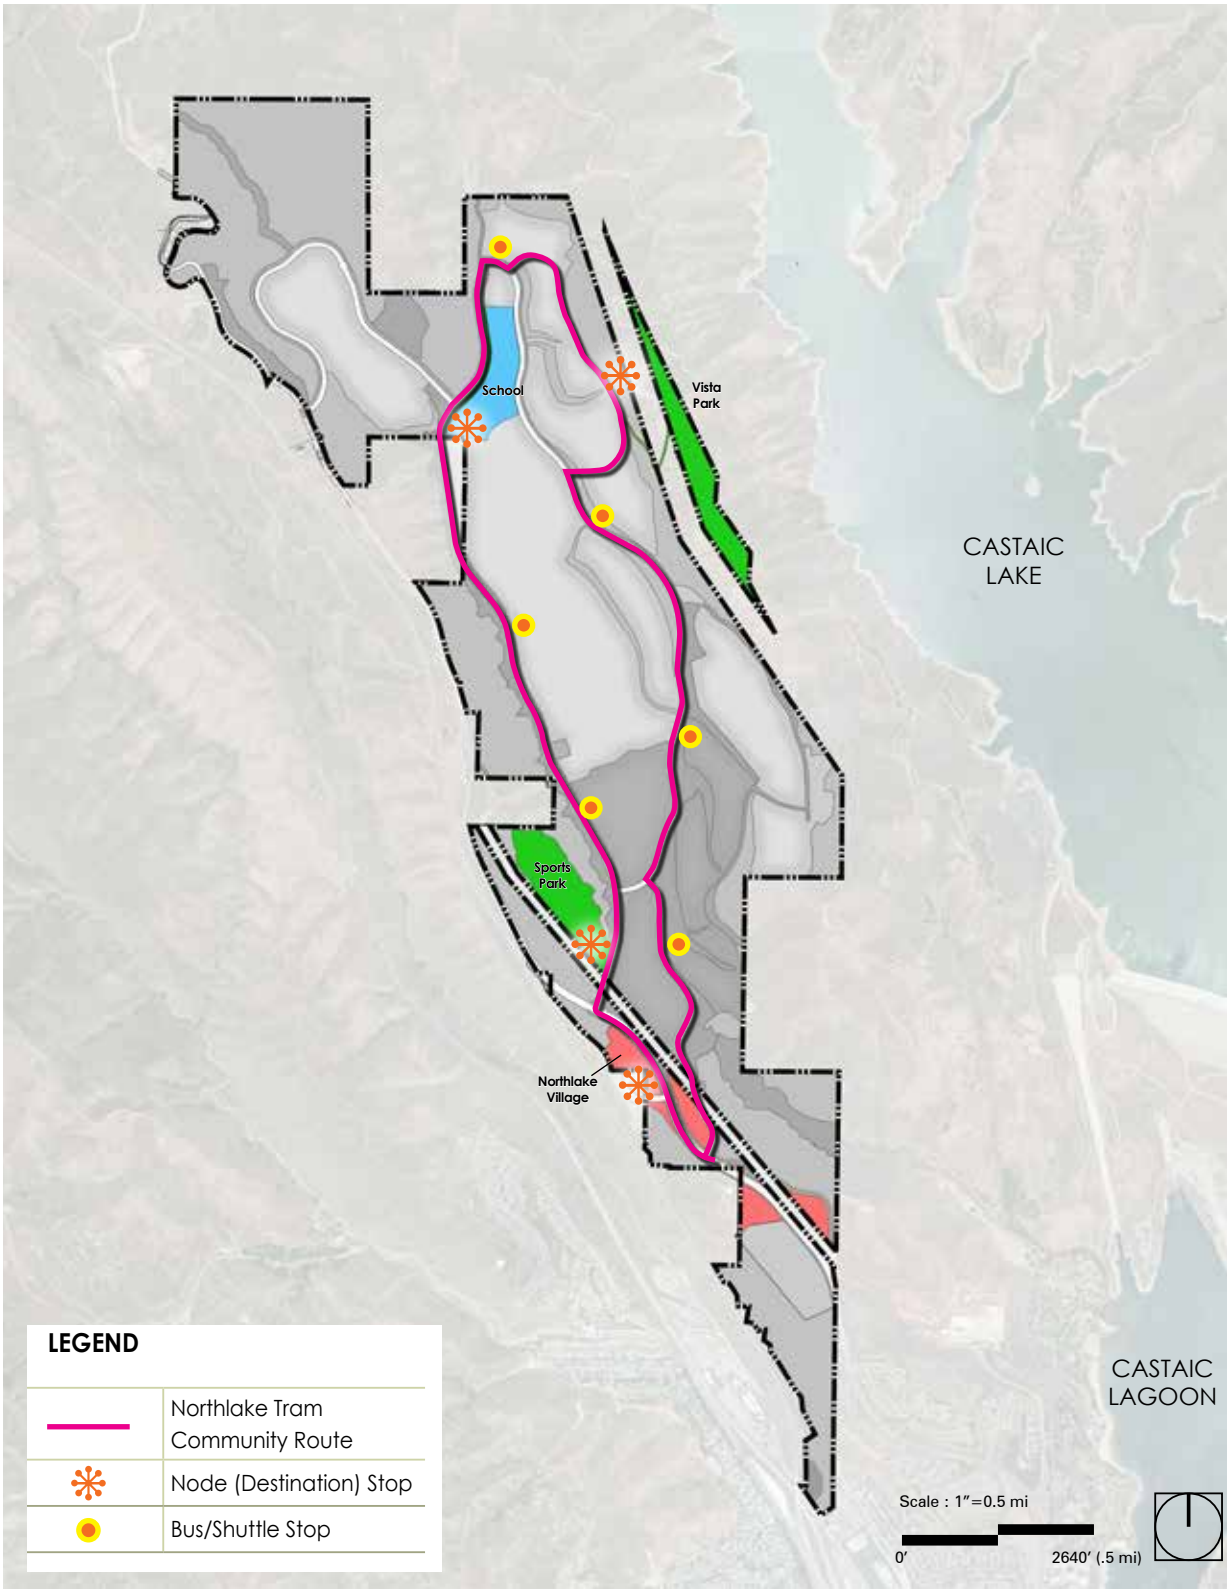 School
Vista
Park
CASTAIC
LAKE
Sports
Park
Northlake
Village
LEGEND
Northlake Tram
Community Route
Node (Destination) Stop
Bus/Shuttle Stop
CASTAIC
LAGOON
Scale : 1"=0.5 mi
0' 2640' (.5 mi)